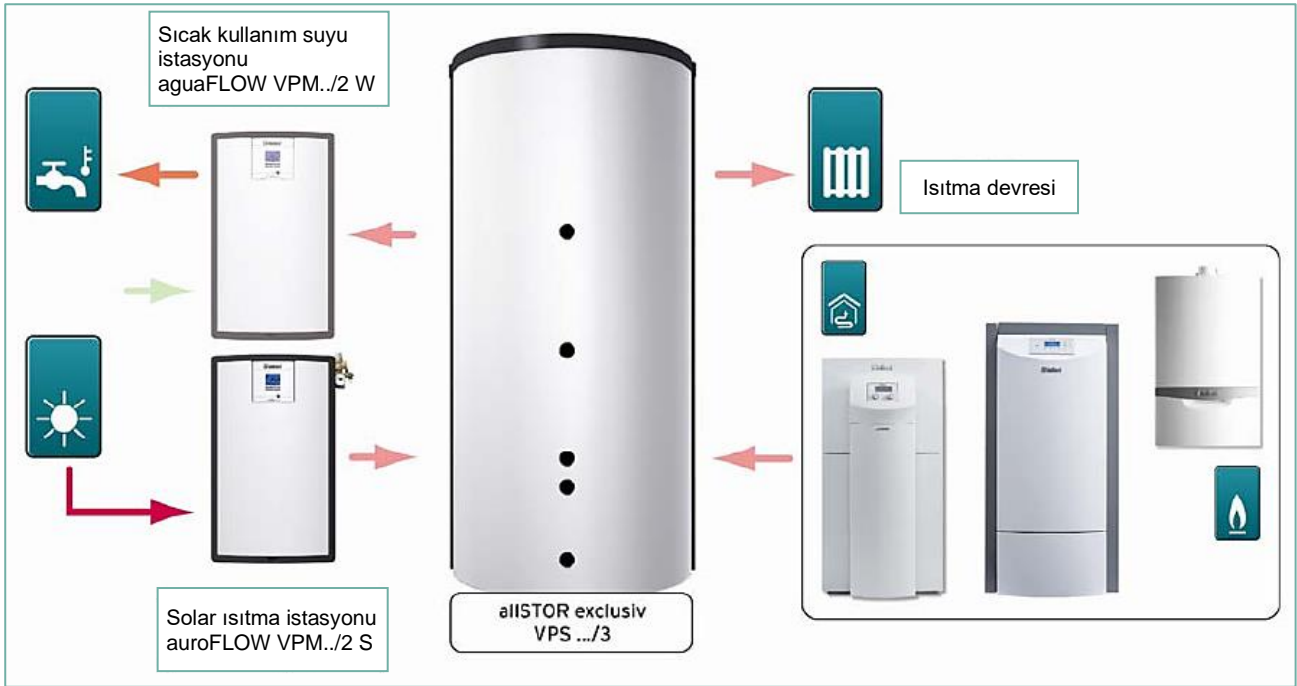 Sıcak kullanım suyu
istasyonu
aguaFLOW VPM../2 W
Isıtma devresi
Solar ısıtma istasyonu
auroFLOW VPM../2 S
allSTOR exclusiv
VPS .../3